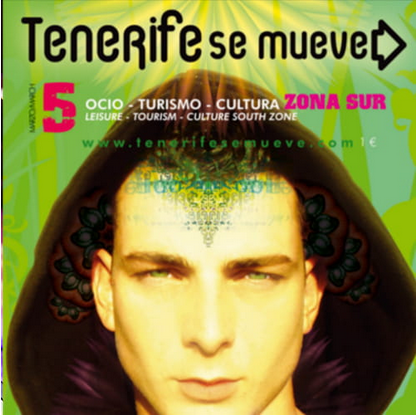 Tenerife se mueve
MARZO/MARCH
5
OCIO - TURISMO - CULTURA ZONA SUR
LEISURE - TOURISM - CULTURE SOUTH ZONE
www.tenerifesemueve.com 1€